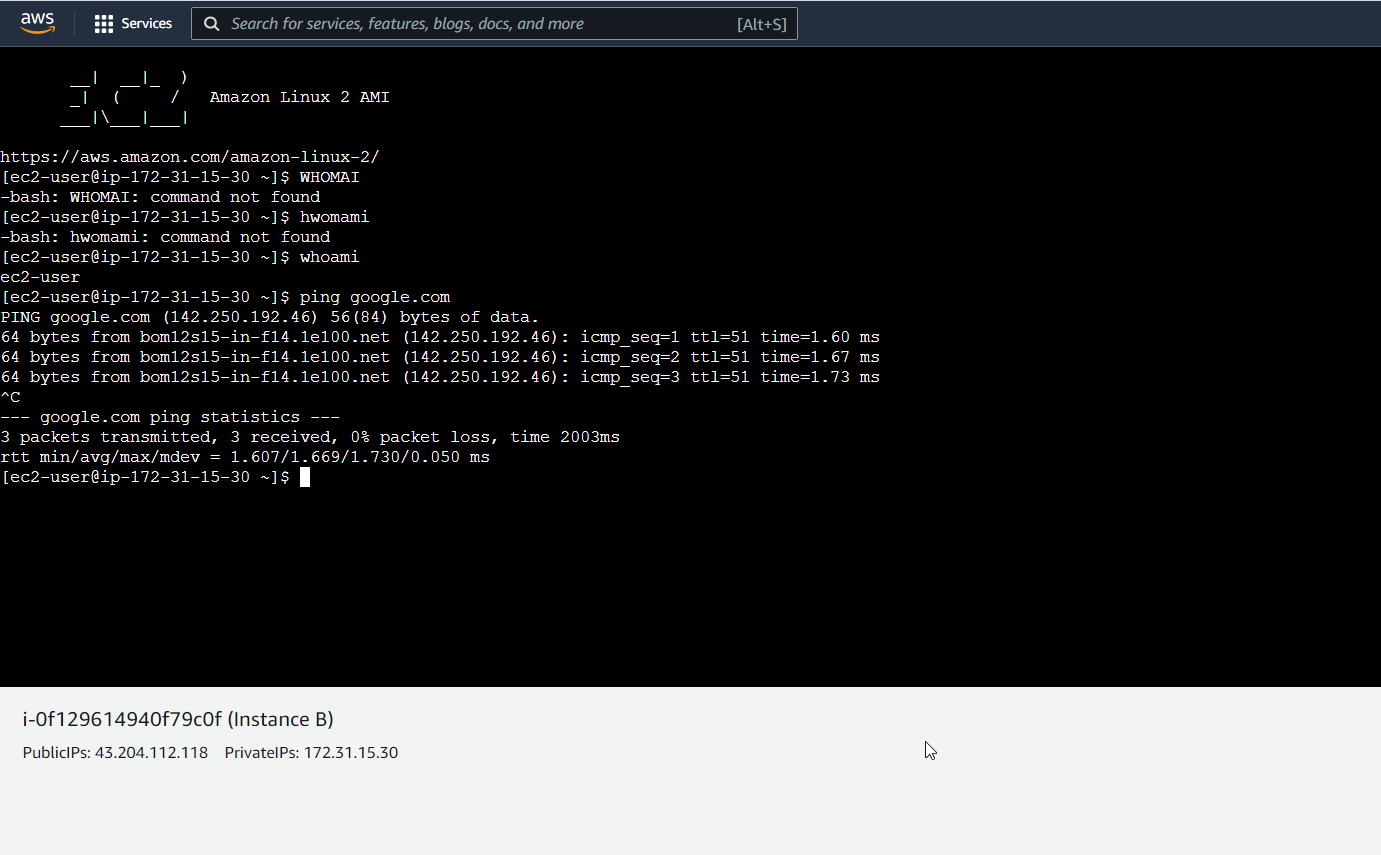 aws Services Search for services, features, blogs, docs, and more [Alt+S]
       __|  __|_  )
       _|  (     /   Amazon Linux 2 AMI
      ___|\___|___|
https://aws.amazon.com/amazon-linux-2/
[ec2-user@ip-172-31-15-30 ~]$ WHOMAI
-bash: WHOMAI: command not found
[ec2-user@ip-172-31-15-30 ~]$ hwomami
-bash: hwomami: command not found
[ec2-user@ip-172-31-15-30 ~]$ whoami
ec2-user
[ec2-user@ip-172-31-15-30 ~]$ ping google.com
PING google.com (142.250.192.46) 56(84) bytes of data.
64 bytes from bom12s15-in-f14.1e100.net (142.250.192.46): icmp_seq=1 ttl=51 time=1.60 ms
64 bytes from bom12s15-in-f14.1e100.net (142.250.192.46): icmp_seq=2 ttl=51 time=1.67 ms
64 bytes from bom12s15-in-f14.1e100.net (142.250.192.46): icmp_seq=3 ttl=51 time=1.73 ms
^C
--- google.com ping statistics ---
3 packets transmitted, 3 received, 0% packet loss, time 2003ms
rtt min/avg/max/mdev = 1.607/1.669/1.730/0.050 ms
[ec2-user@ip-172-31-15-30 ~]$
i-0f129614940f79c0f (Instance B)
PublicIPs: 43.204.112.118 PrivateIPs: 172.31.15.30